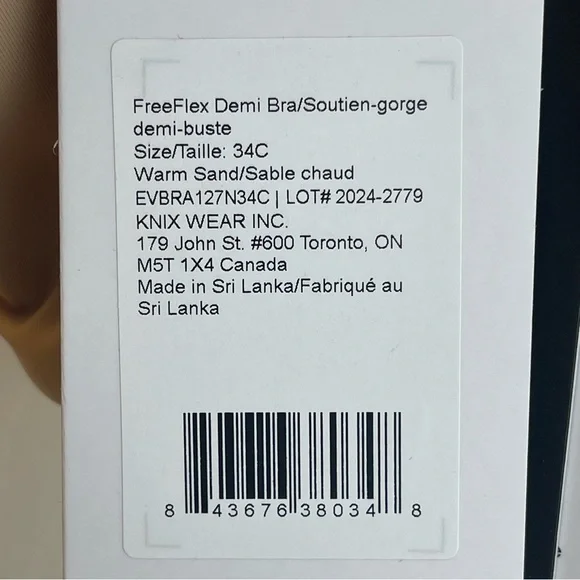 FreeFlex Demi Bra/Soutien-gorge
demi-buste
Size/Taille: 34C
Warm Sand/Sable chaud
EVBRA127N34C | LOT# 2024-2779
KNIX WEAR INC.
179 John St. #600 Toronto, ON
M5T 1X4 Canada
Made in Sri Lanka/Fabriqué au
Sri Lanka
8 43676 38034 8